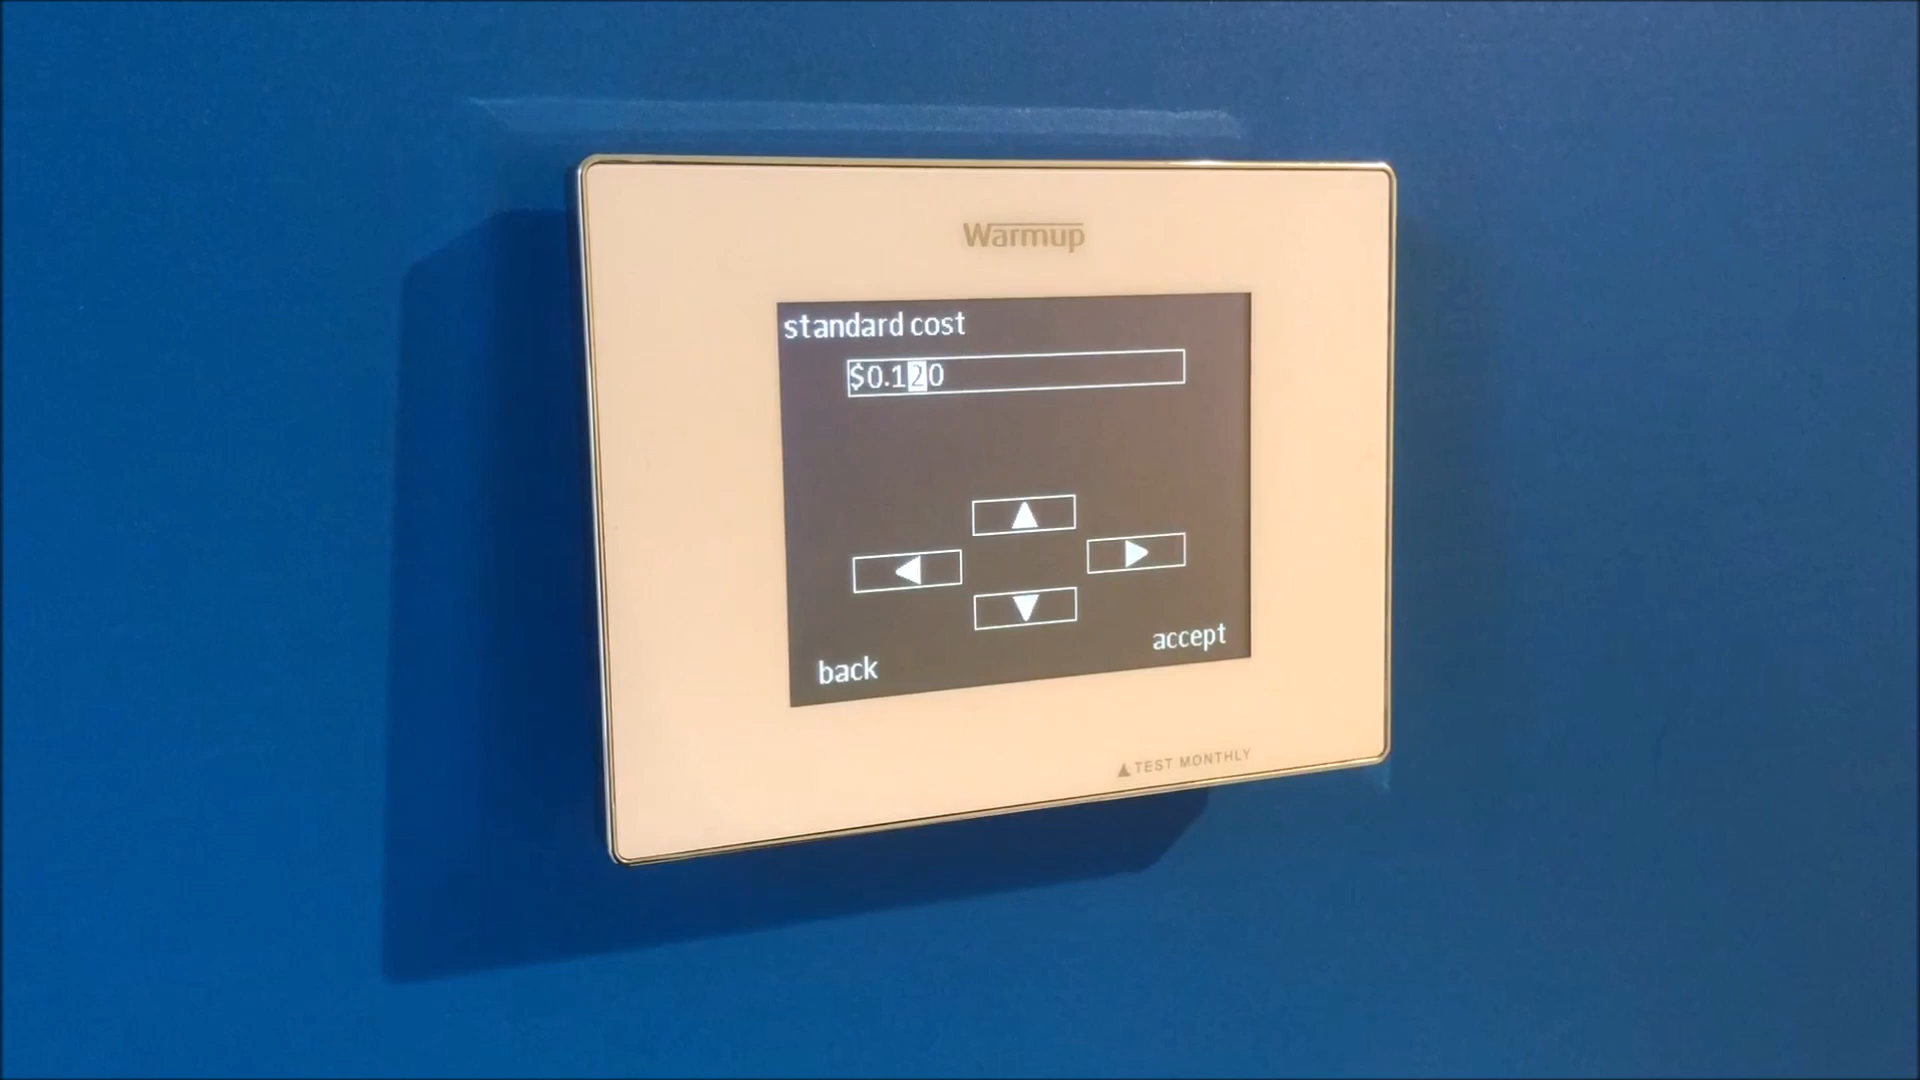 Warmup
standard cost
$0.120
accept
back
TEST MONTHLY